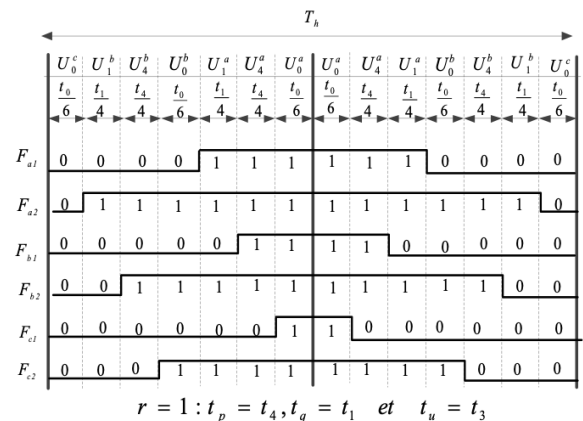 T_h
U_0^c U_1^b U_4^b U_0^b U_1^a U_4^a U_0^a U_0^a U_4^a U_1^a U_0^b U_4^b U_1^b U_0^c
t_0/6 t_1/4 t_4/4 t_0/6 t_1/4 t_4/4 t_0/6 t_0/6 t_4/4 t_1/4 t_0/6 t_4/4 t_1/4 t_0/6
F_a1 0 0 0 0 1 1 1 1 1 1 0 0 0 0
F_a2 0 1 1 1 1 1 1 1 1 1 1 1 1 0
F_b1 0 0 0 0 0 1 1 1 1 0 0 0 0 0
F_b2 0 0 1 1 1 1 1 1 1 1 1 1 0 0
F_c1 0 0 0 0 0 0 1 1 0 0 0 0 0 0
F_c2 0 0 0 1 1 1 1 1 1 1 1 0 0 0
r = 1 : t_p = t_4 , t_q = t_1 et t_u = t_3